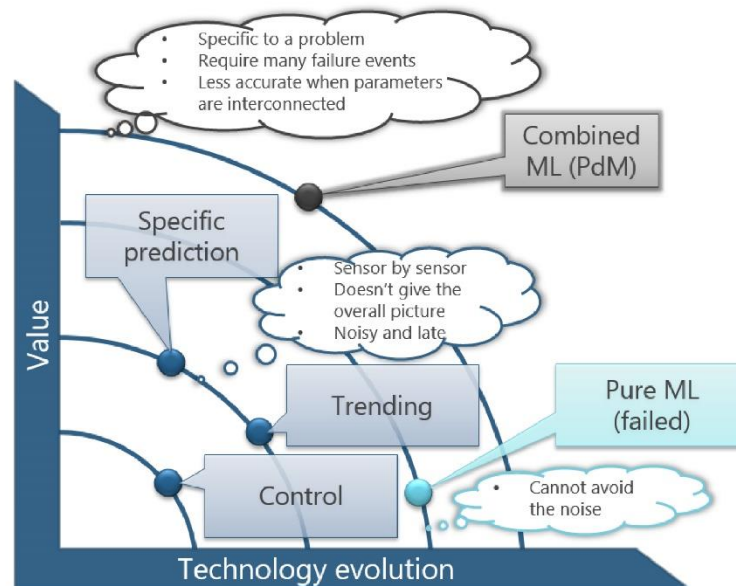 • Specific to a problem
• Require many failure events
• Less accurate when parameters
are interconnected
Combined
ML (PdM)
Specific
prediction
• Sensor by sensor
• Doesn't give the
overall picture
• Noisy and late
Value
Trending
Pure ML
(failed)
Control
• Cannot avoid
the noise
Technology evolution